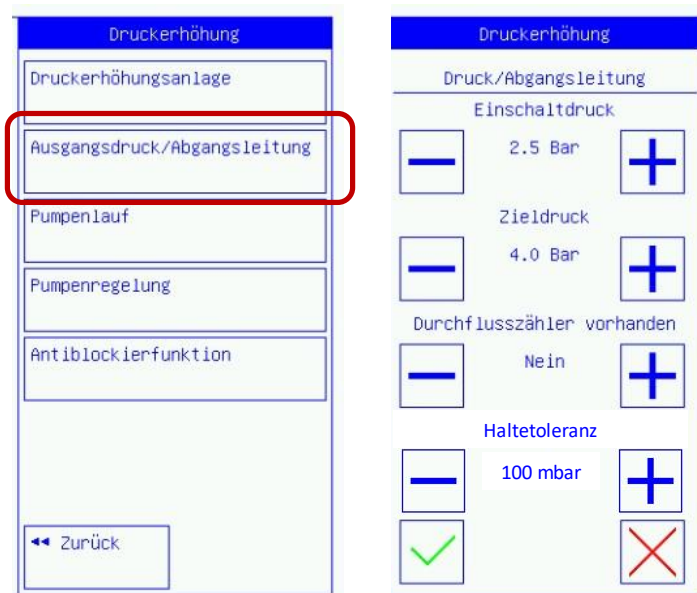 Druckerhöhung
Druckerhöhungsanlage
Ausgangsdruck/Abgangsleitung
Pumpenlauf
Pumpenregelung
Antiblockierfunktion
◄◄ Zurück
Druckerhöhung
Druck/Abgangsleitung
Einschaltdruck
2.5 Bar
Zieldruck
4.0 Bar
Durchflusszähler vorhanden
Nein
Haltetoleranz
100 mbar